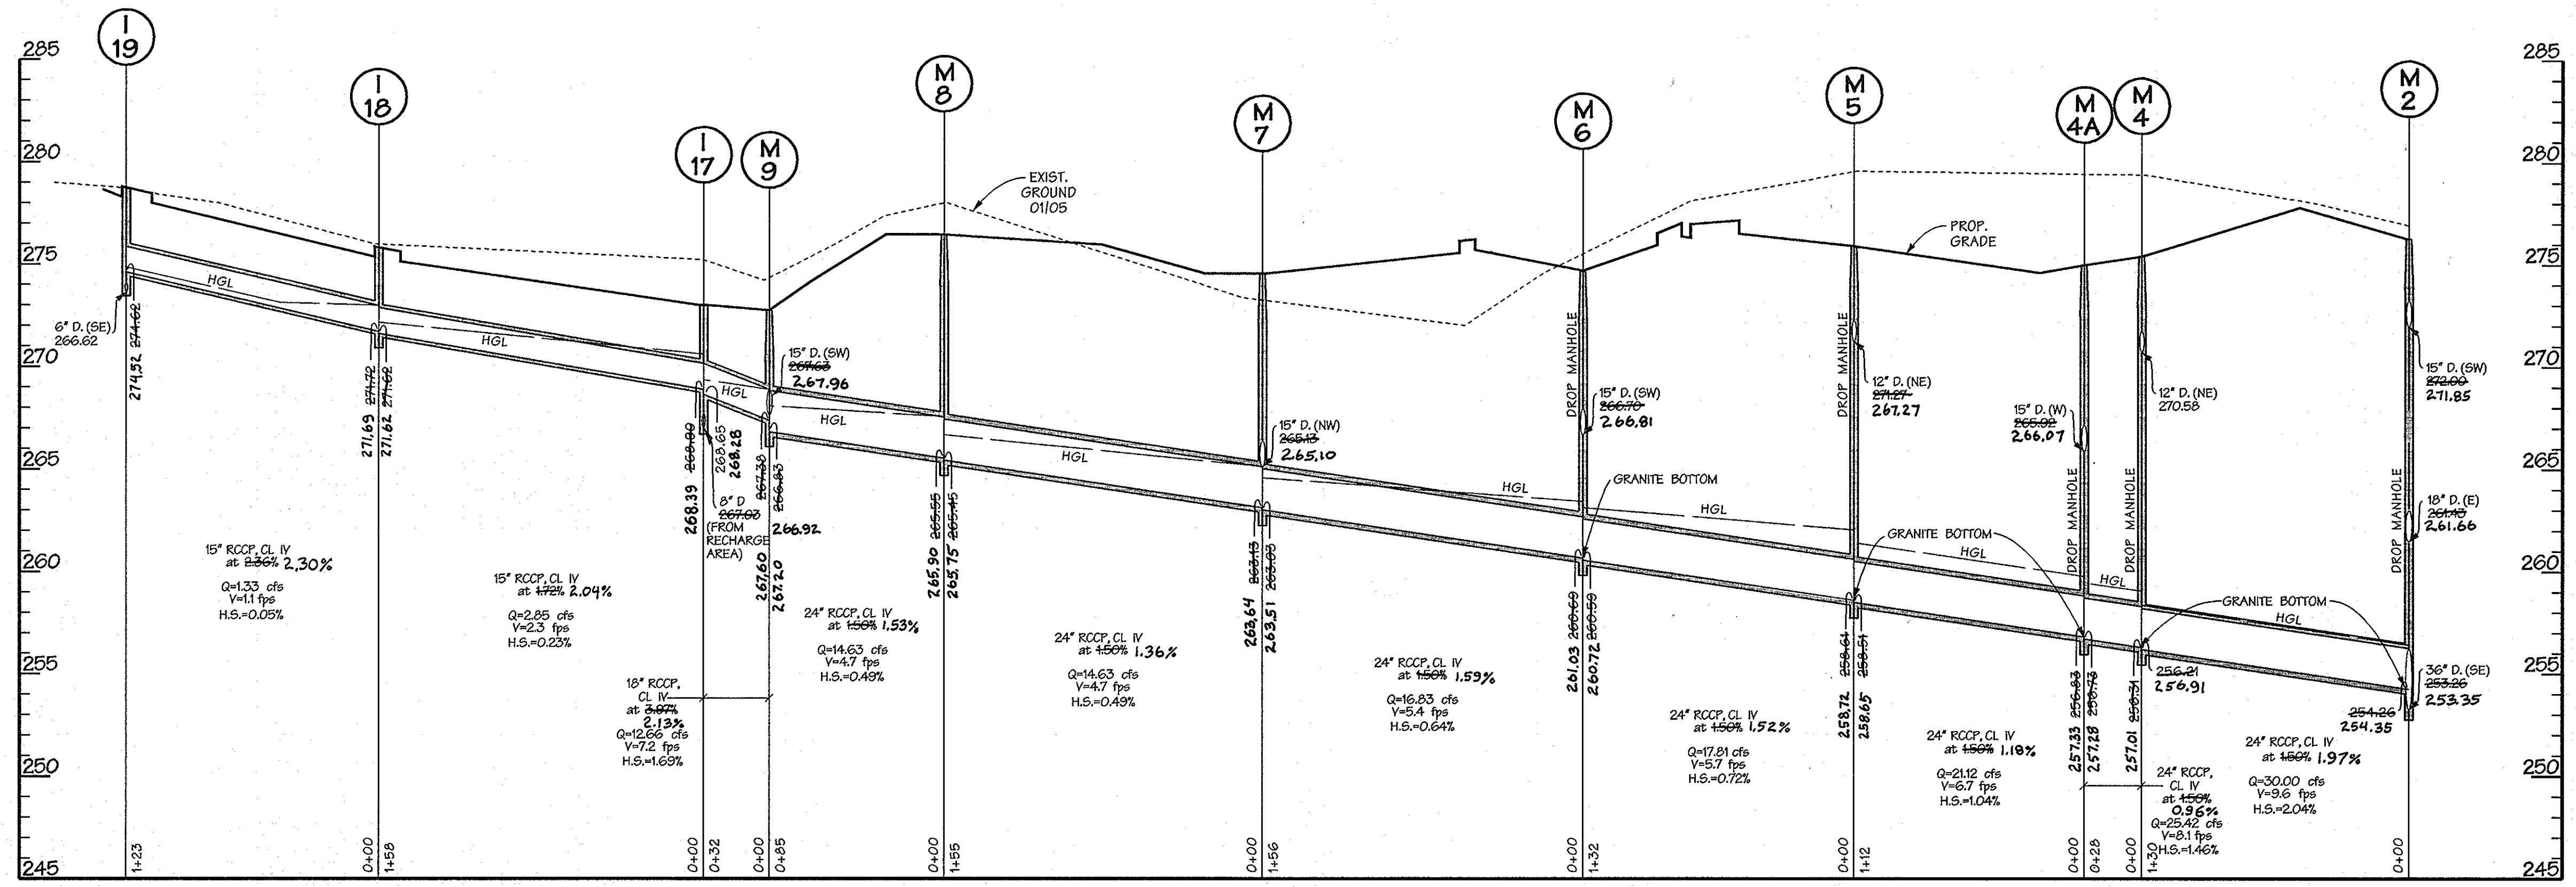 I
19
I
18
I
17
M
9
M
8
M
7
M
6
M
5
M
4A
M
4
M
2
285
280
275
270
265
260
255
250
245
285
280
275
270
265
260
255
250
245
EXIST.
GROUND
01/05
PROP.
GRADE
HGL
HGL
HGL
HGL
HGL
HGL
HGL
HGL
HGL
HGL
6" D. (SE)
266.62
274.62
274.52
271.72
271.69
271.62
271.62
268.80
268.39
268.65
268.28
8" D
267.03
(FROM
RECHARGE
AREA)
15" D. (SW)
267.63
267.96
267.38
267.60
266.83
266.92
267.20
265.55
265.90
265.45
265.75
15" D. (NW)
265.13
265.10
263.13
263.64
263.03
263.51
DROP MANHOLE
15" D. (SW)
266.70
266.81
GRANITE BOTTOM
260.69
261.03
260.59
260.72
DROP MANHOLE
12" D. (NE)
271.27
267.27
GRANITE BOTTOM
258.61
258.72
258.51
258.65
15" D. (W)
265.92
266.07
DROP MANHOLE
256.83
257.33
256.73
257.28
DROP MANHOLE
12" D. (NE)
270.58
256.31
257.01
256.21
256.91
GRANITE BOTTOM
DROP MANHOLE
15" D. (SW)
272.00
271.85
18" D. (E)
261.43
261.66
36" D. (SE)
253.26
253.35
254.26
254.35
15" RCCP, CL IV
at 2.36% 2.30%
Q=1.33 cfs
V=1.1 fps
H.S.=0.05%
15" RCCP, CL IV
at 1.72% 2.04%
Q=2.85 cfs
V=2.3 fps
H.S.=0.23%
18" RCCP,
CL IV
at 3.97%
2.13%
Q=12.66 cfs
V=7.2 fps
H.S.=1.69%
24" RCCP, CL IV
at 1.50% 1.53%
Q=14.63 cfs
V=4.7 fps
H.S.=0.49%
24" RCCP, CL IV
at 1.50% 1.36%
Q=14.63 cfs
V=4.7 fps
H.S.=0.49%
24" RCCP, CL IV
at 1.50% 1.59%
Q=16.83 cfs
V=5.4 fps
H.S.=0.64%
24" RCCP, CL IV
at 1.50% 1.52%
Q=17.81 cfs
V=5.7 fps
H.S.=0.72%
24" RCCP, CL IV
at 1.50% 1.18%
Q=21.12 cfs
V=6.7 fps
H.S.=1.04%
24" RCCP,
CL IV
at 1.50%
0.96%
Q=25.42 cfs
V=8.1 fps
H.S.=1.46%
24" RCCP, CL IV
at 1.50% 1.97%
Q=30.00 cfs
V=9.6 fps
H.S.=2.04%
1+23
0+00
1+58
0+00
0+32
0+00
0+85
0+00
1+55
0+00
1+56
0+00
1+32
0+00
1+12
0+00
0+28
0+00
1+30
0+00